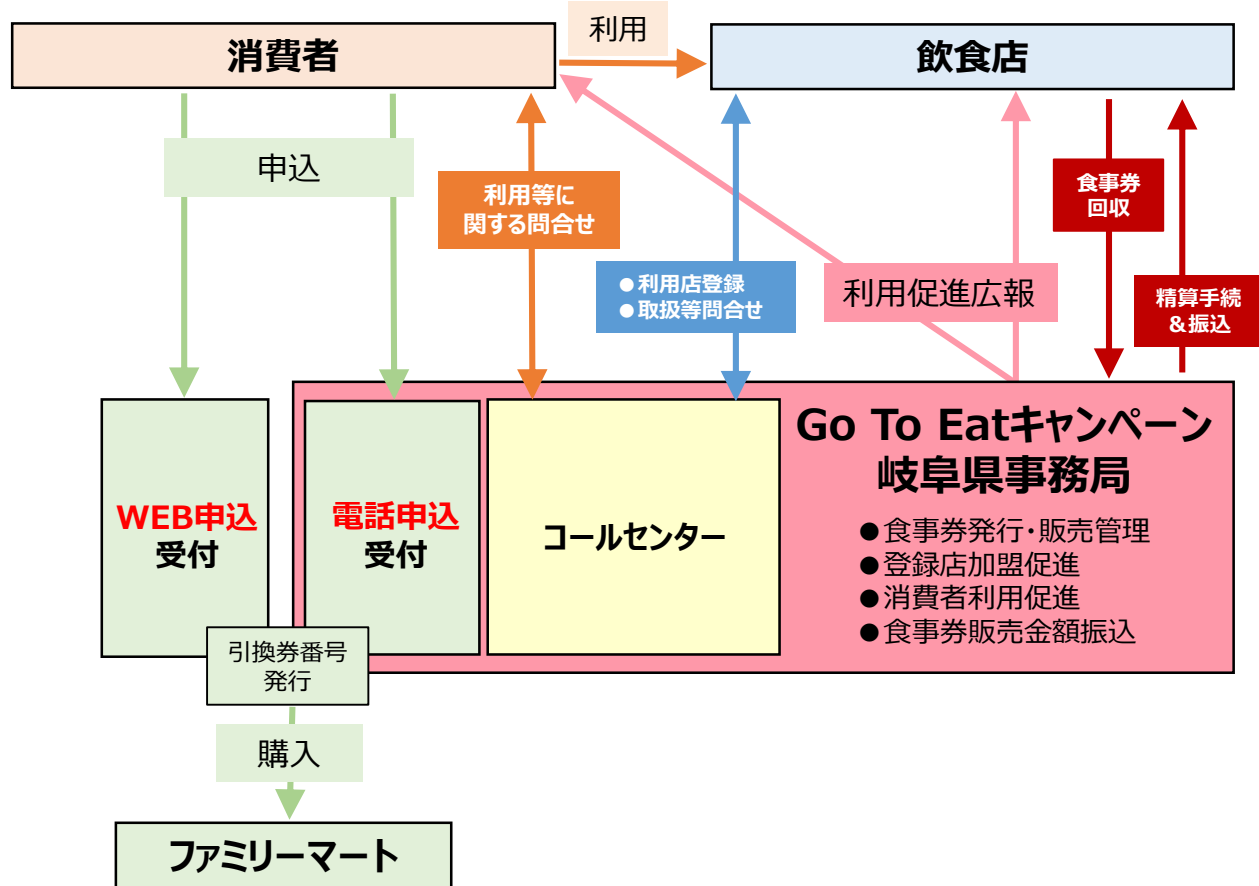 消費者
利用
飲食店
申込
利用等に
関する問合せ
●利用店登録
●取扱等問合せ
利用促進広報
食事券
回収
精算手続
&振込
WEB申込
受付
電話申込
受付
コールセンター
Go To Eatキャンペーン
岐阜県事務局
●食事券発行・販売管理
●登録店加盟促進
●消費者利用促進
●食事券販売金額振込
引換券番号
発行
購入
ファミリーマート